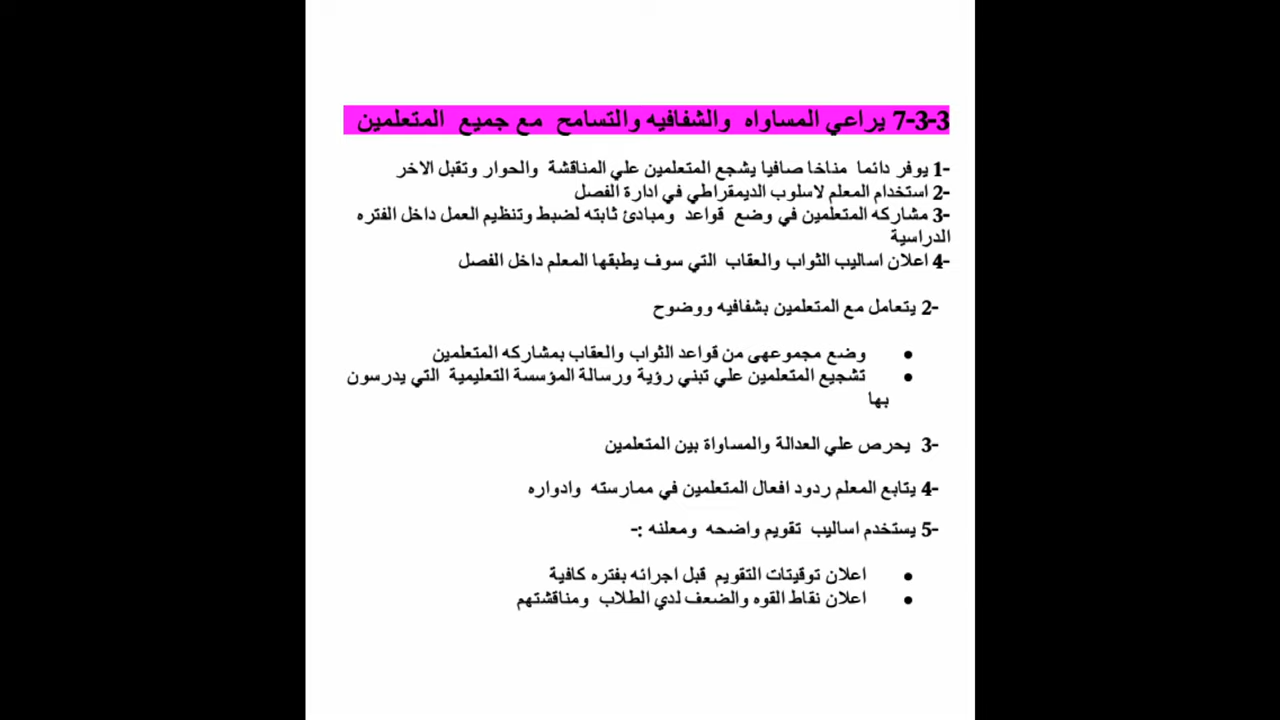 7-3-3 يراعي المساواه والشفافيه والتسامح مع جميع المتعلمين
1- يوفر دائما مناخا صافيا يشجع المتعلمين علي المناقشة والحوار وتقبل الاخر
2- استخدام المعلم لاسلوب الديمقراطي في ادارة الفصل
3- مشاركه المتعلمين في وضع قواعد ومبادئ ثابته لضبط وتنظيم العمل داخل الفتره
الدراسية
4- اعلان اساليب الثواب والعقاب التي سوف يطبقها المعلم داخل الفصل
2- يتعامل مع المتعلمين بشفافيه ووضوح
• وضع مجموعهى من قواعد الثواب والعقاب بمشاركه المتعلمين
• تشجيع المتعلمين علي تبني رؤية ورسالة المؤسسة التعليمية التي يدرسون
بها
3- يحرص علي العدالة والمساواة بين المتعلمين
4- يتابع المعلم ردود افعال المتعلمين في ممارسته وادواره
5- يستخدم اساليب تقويم واضحه ومعلنه :-
• اعلان توقيتات التقويم قبل اجرائه بفتره كافية
• اعلان نقاط القوه والضعف لدي الطلاب ومناقشتهم